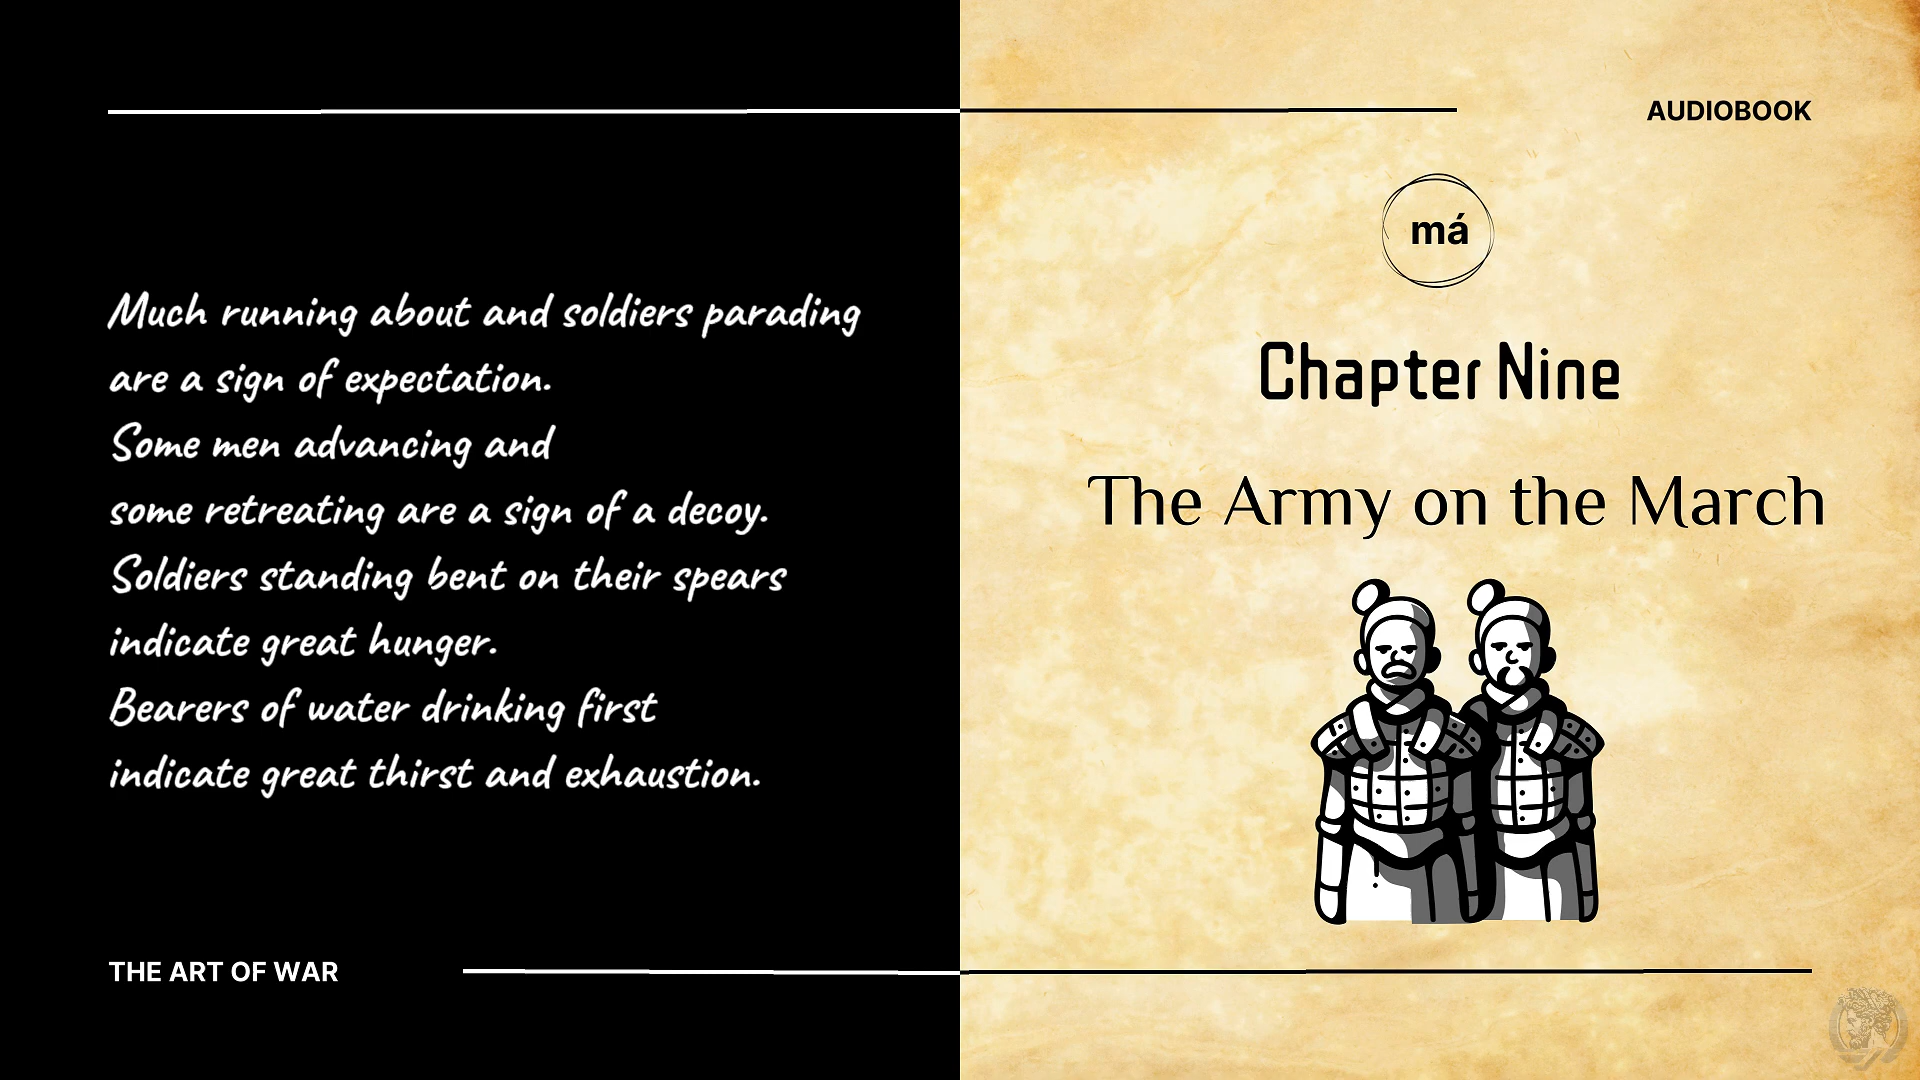 Much running about and soldiers parading
are a sign of expectation.
Some men advancing and
some retreating are a sign of a decoy.
Soldiers standing bent on their spears
indicate great hunger.
Bearers of water drinking first
indicate great thirst and exhaustion.
THE ART OF WAR
AUDIOBOOK
má
Chapter Nine
The Army on the March